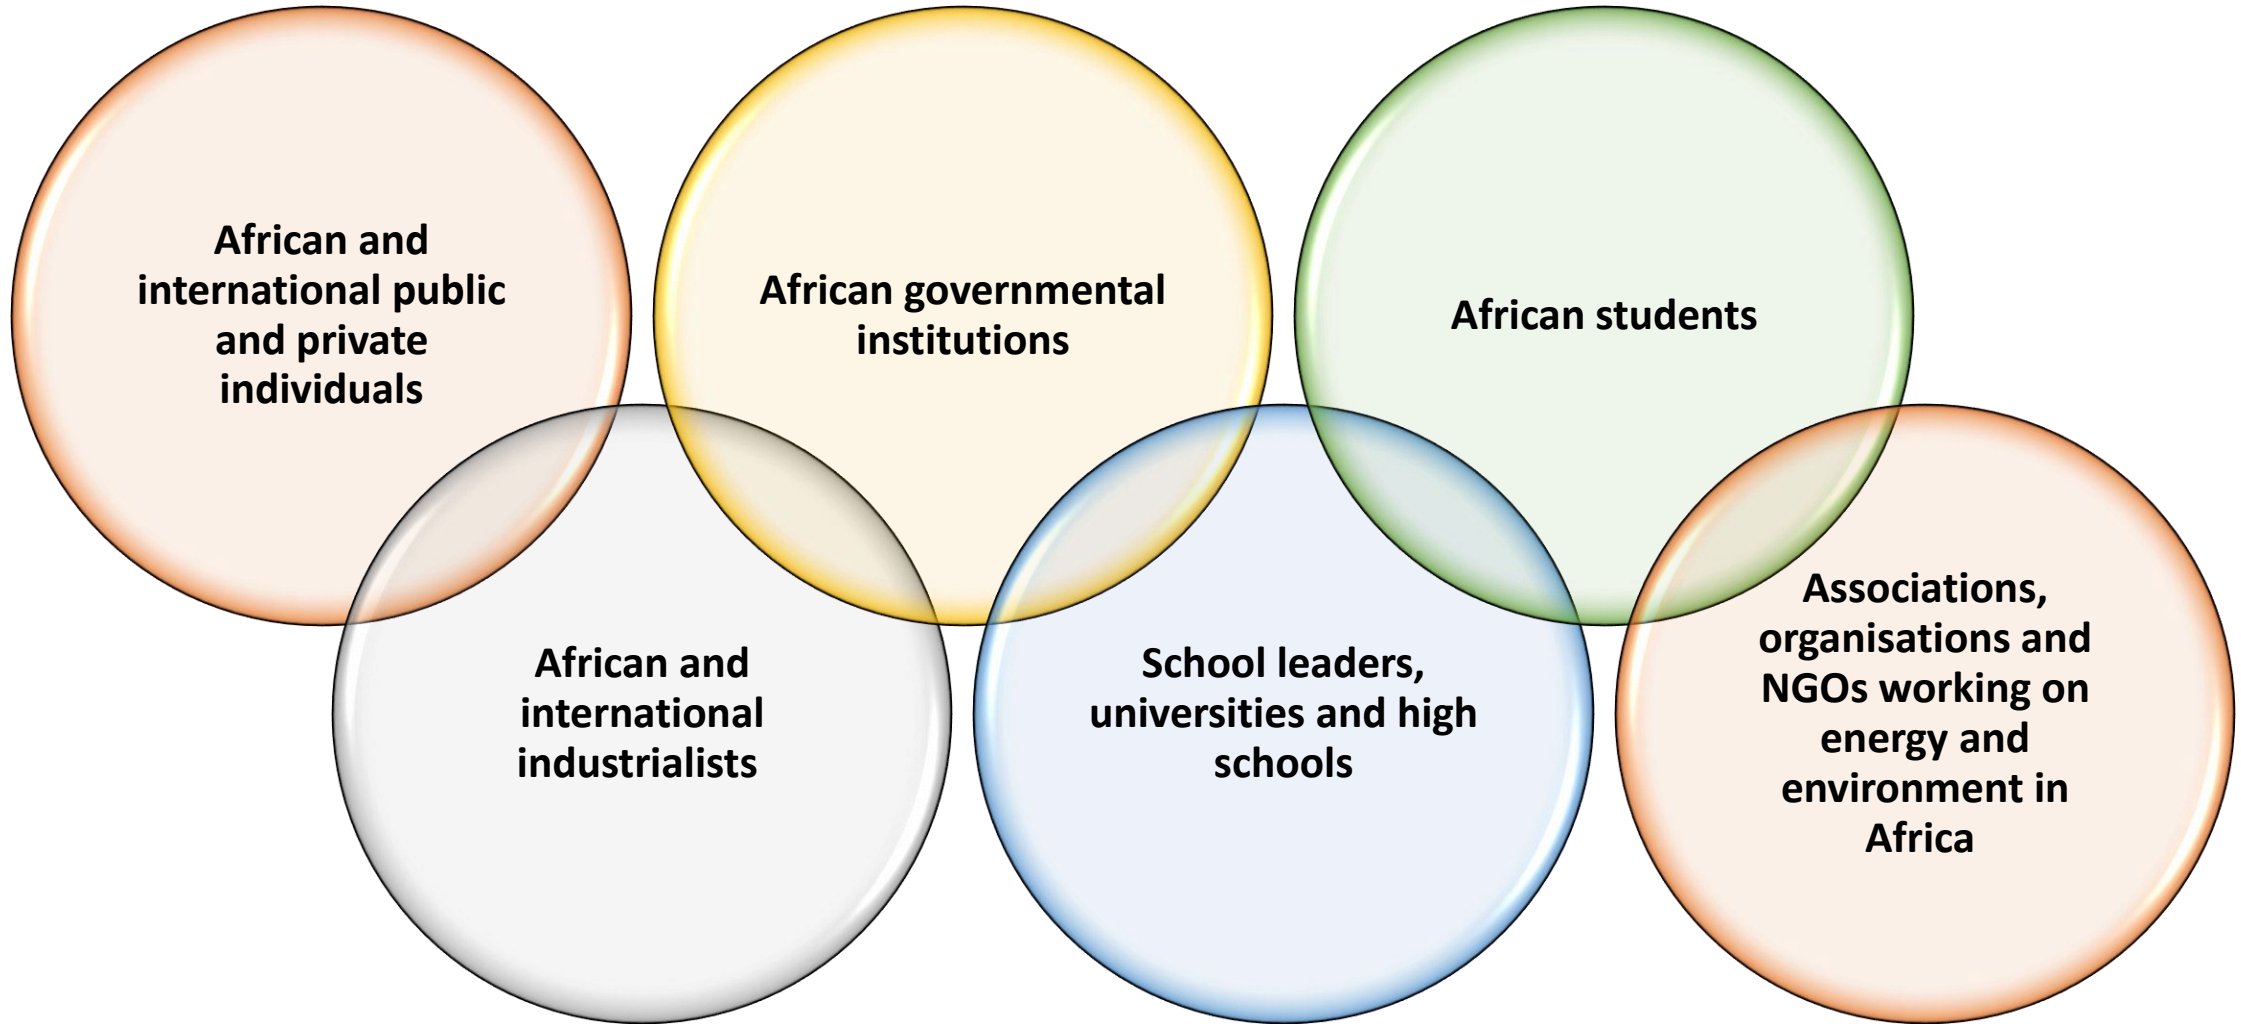 African and
international public
and private
individuals
African governmental
institutions
African students
African and
international
industrialists
School leaders,
universities and high
schools
Associations,
organisations and
NGOs working on
energy and
environment in
Africa